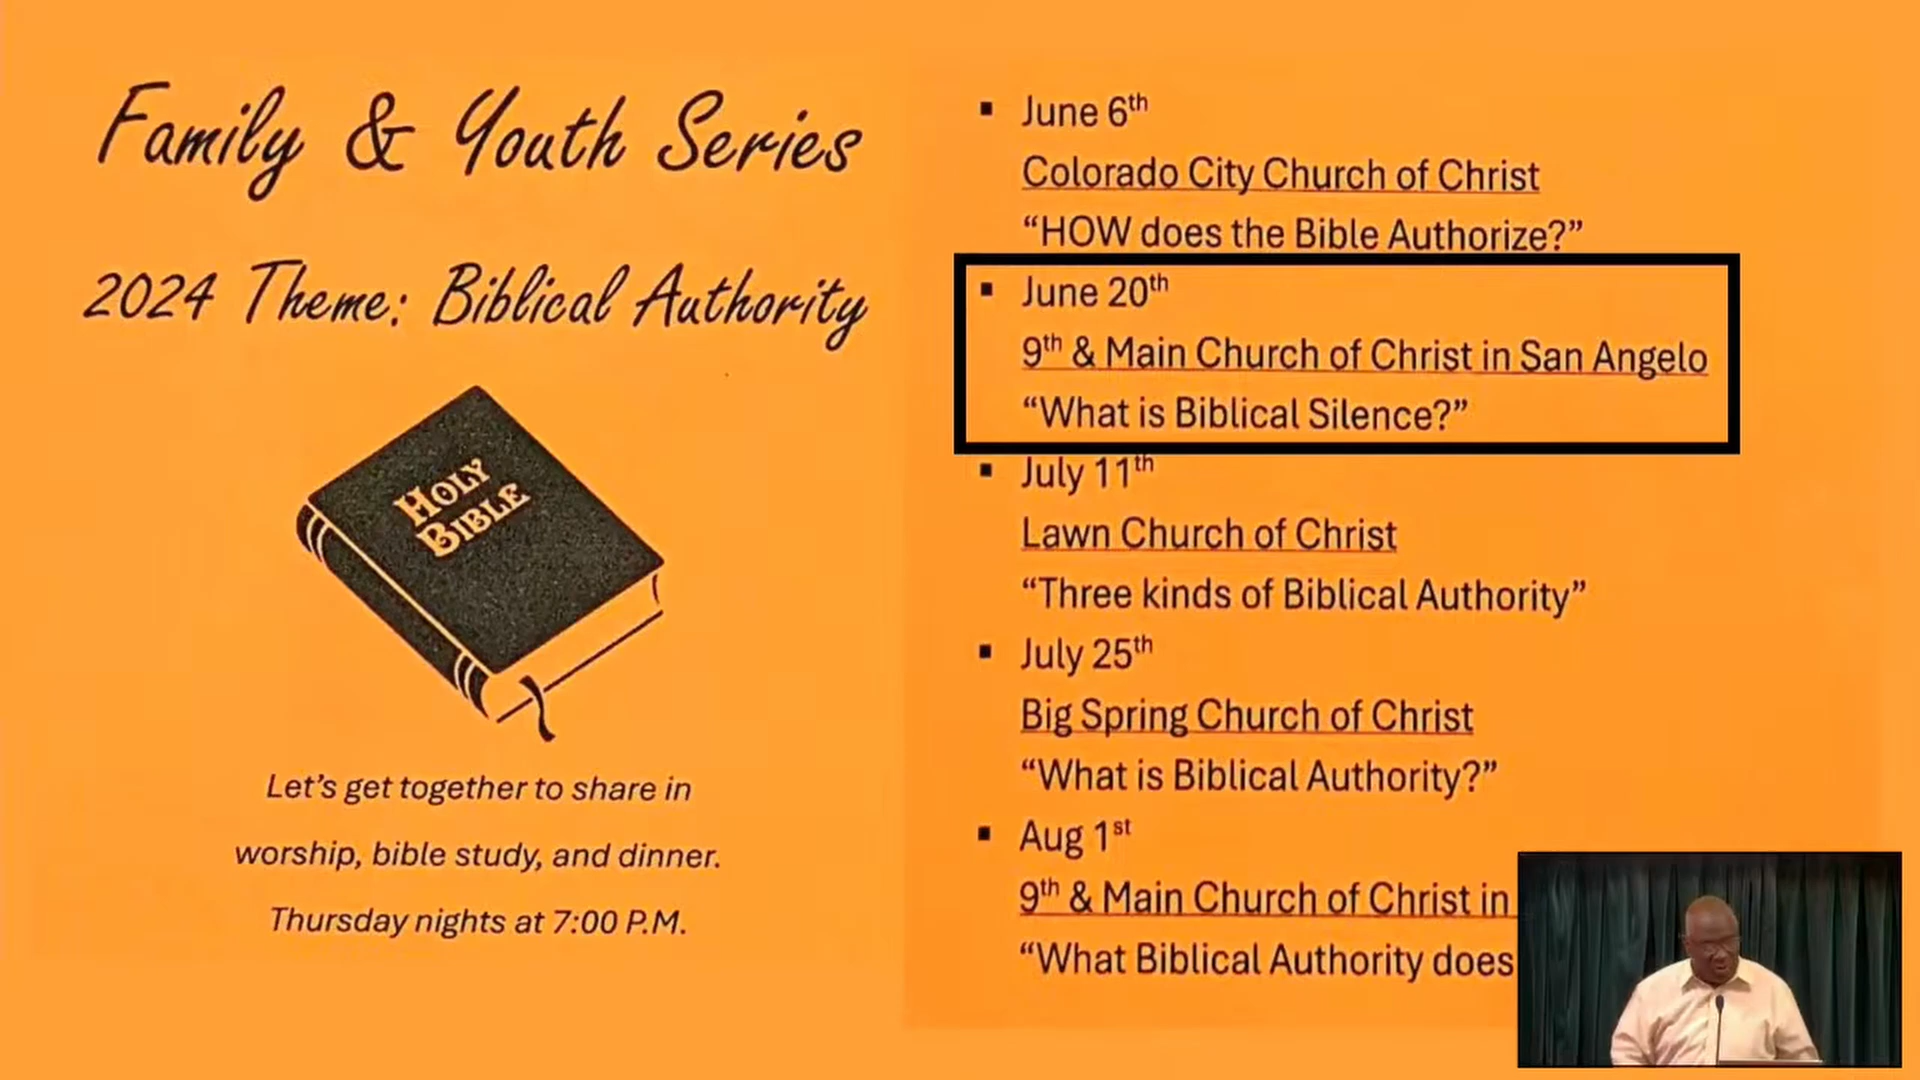 Family & Youth Series
2024 Theme: Biblical Authority
HOLY
BIBLE
Let's get together to share in
worship, bible study, and dinner.
Thursday nights at 7:00 P.M.
▪ June 6th
Colorado City Church of Christ
“HOW does the Bible Authorize?”
▪ June 20th
9th & Main Church of Christ in San Angelo
“What is Biblical Silence?”
▪ July 11th
Lawn Church of Christ
“Three kinds of Biblical Authority”
▪ July 25th
Big Spring Church of Christ
“What is Biblical Authority?”
▪ Aug 1st
9th & Main Church of Christ in
“What Biblical Authority does